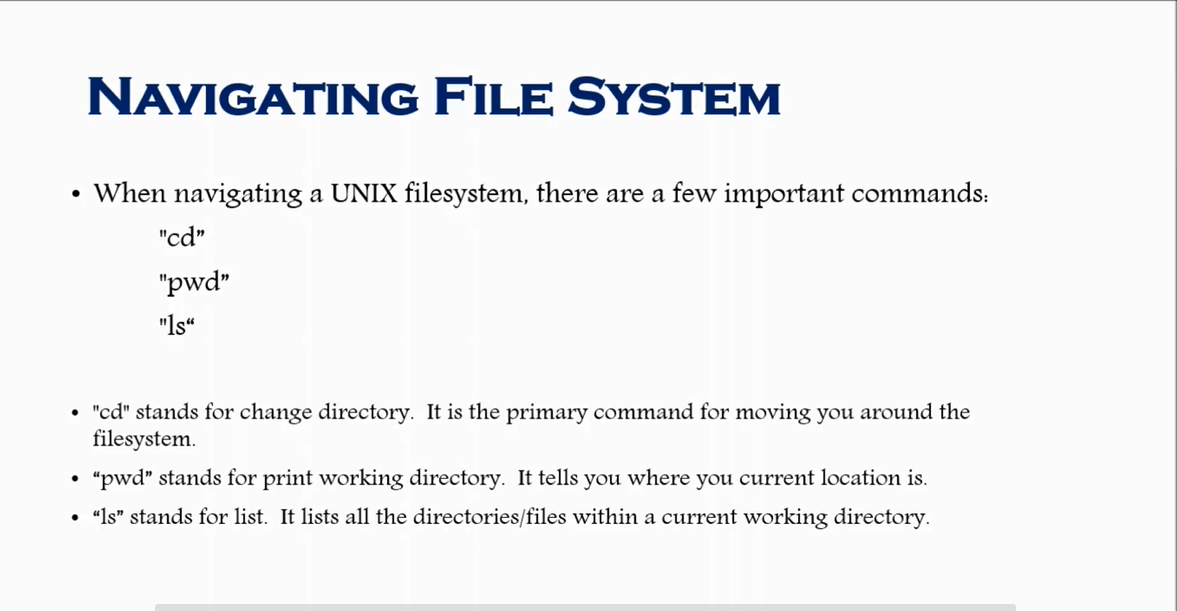 NAVIGATING FILE SYSTEM
• When navigating a UNIX filesystem, there are a few important commands:
"cd”
"pwd”
"ls“
• "cd" stands for change directory.  It is the primary command for moving you around the
filesystem.
• “pwd” stands for print working directory.  It tells you where you current location is.
• “ls” stands for list.  It lists all the directories/files within a current working directory.